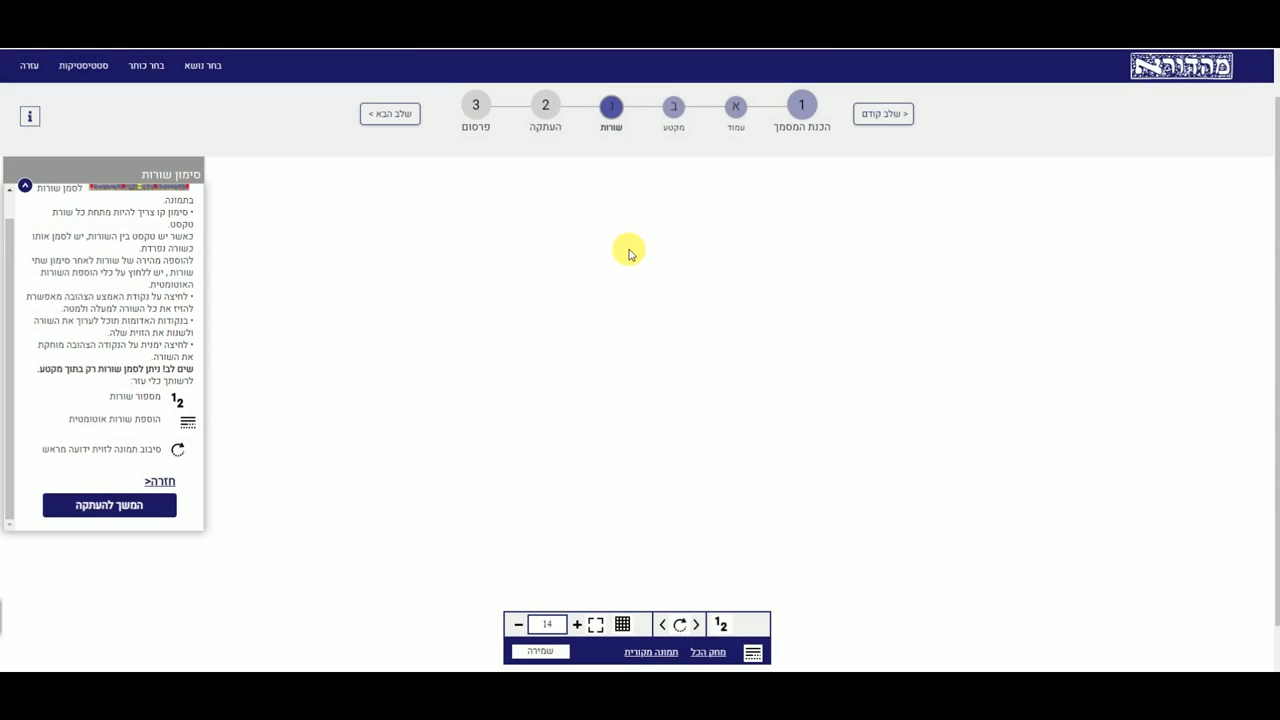 מהדורא
בחר נושא
בחר כותר
סטטיסטיקות
עזרה
< שלב קודם
1
הכנת המסמך
א
עמוד
ב
מקטע
ג
שורות
2
העתקה
3
פרסום
שלב הבא >
i
סימון שורות
לסמן שורות
בתמונה.
• סימון קו צריך להיות מתחת כל שורת
טקסט.
כאשר יש טקסט בין השורות, יש לסמן אותו
כשורה נפרדת.
להוספה מהירה של שורות לאחר סימון שתי
שורות , יש ללחוץ על כלי הוספת השורות
האוטומטית.
• לחיצה על נקודת האמצע הצהובה מאפשרת
להזיז את כל השורה למעלה ולמטה.
• בנקודות האדומות תוכל לערוך את השורה
ולשנות את הזוית שלה.
• לחיצה ימנית על הנקודה הצהובה מוחקת
את השורה.
שים לב! ניתן לסמן שורות רק בתוך מקטע.
לרשותך כלי עזר:
12 מספור שורות
הוספת שורות אוטומטית
סיבוב תמונה לזוית ידועה מראש
חזרה<
המשך להעתקה
− 14 + < > 12
מחק הכל
תמונה מקורית
שמירה